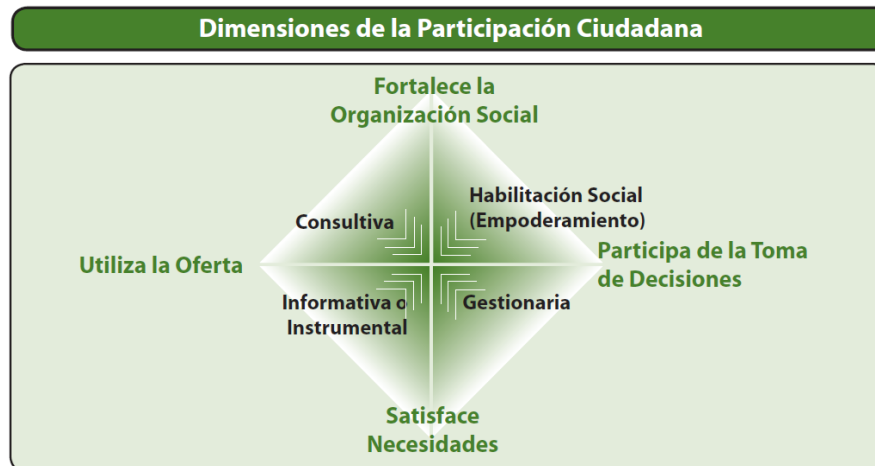 Dimensiones de la Participación Ciudadana
Fortalece la
Organización Social
Consultiva
Habilitación Social
(Empoderamiento)
Utiliza la Oferta
Participa de la Toma
de Decisiones
Informativa o
Instrumental
Gestionaria
Satisface
Necesidades